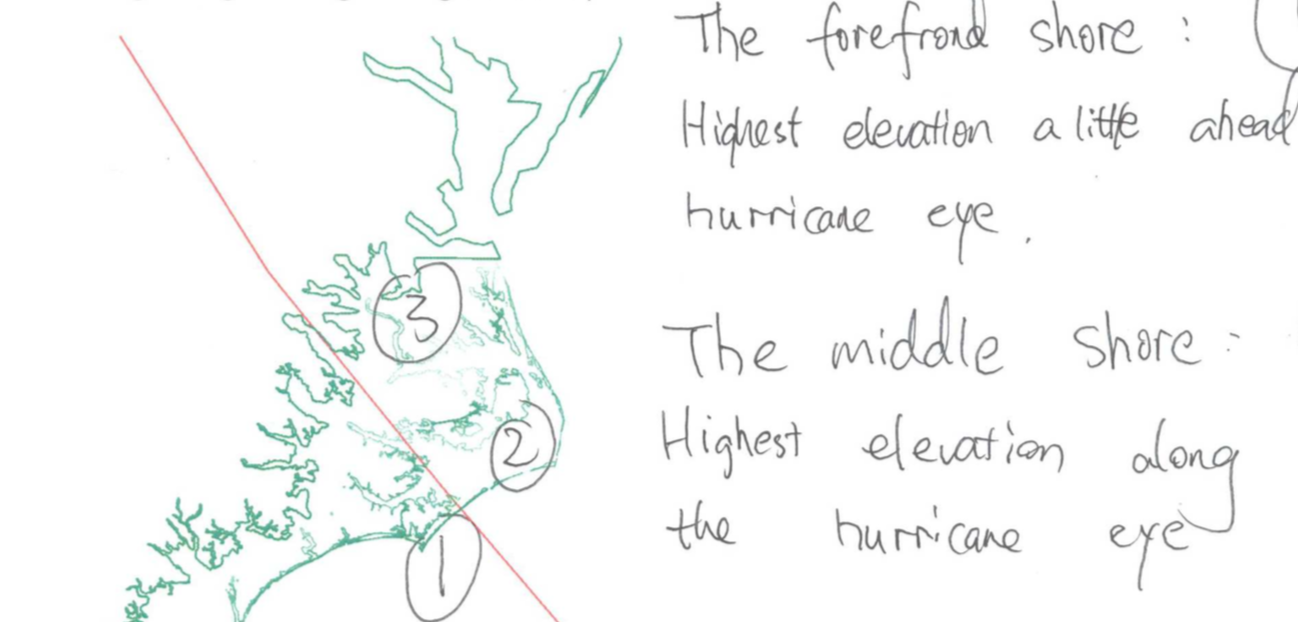 The forefrond shore :
Highest elevation a little ahead
hurricane eye .
The middle shore :
Highest elevation along
the hurricane eye
3
2
1